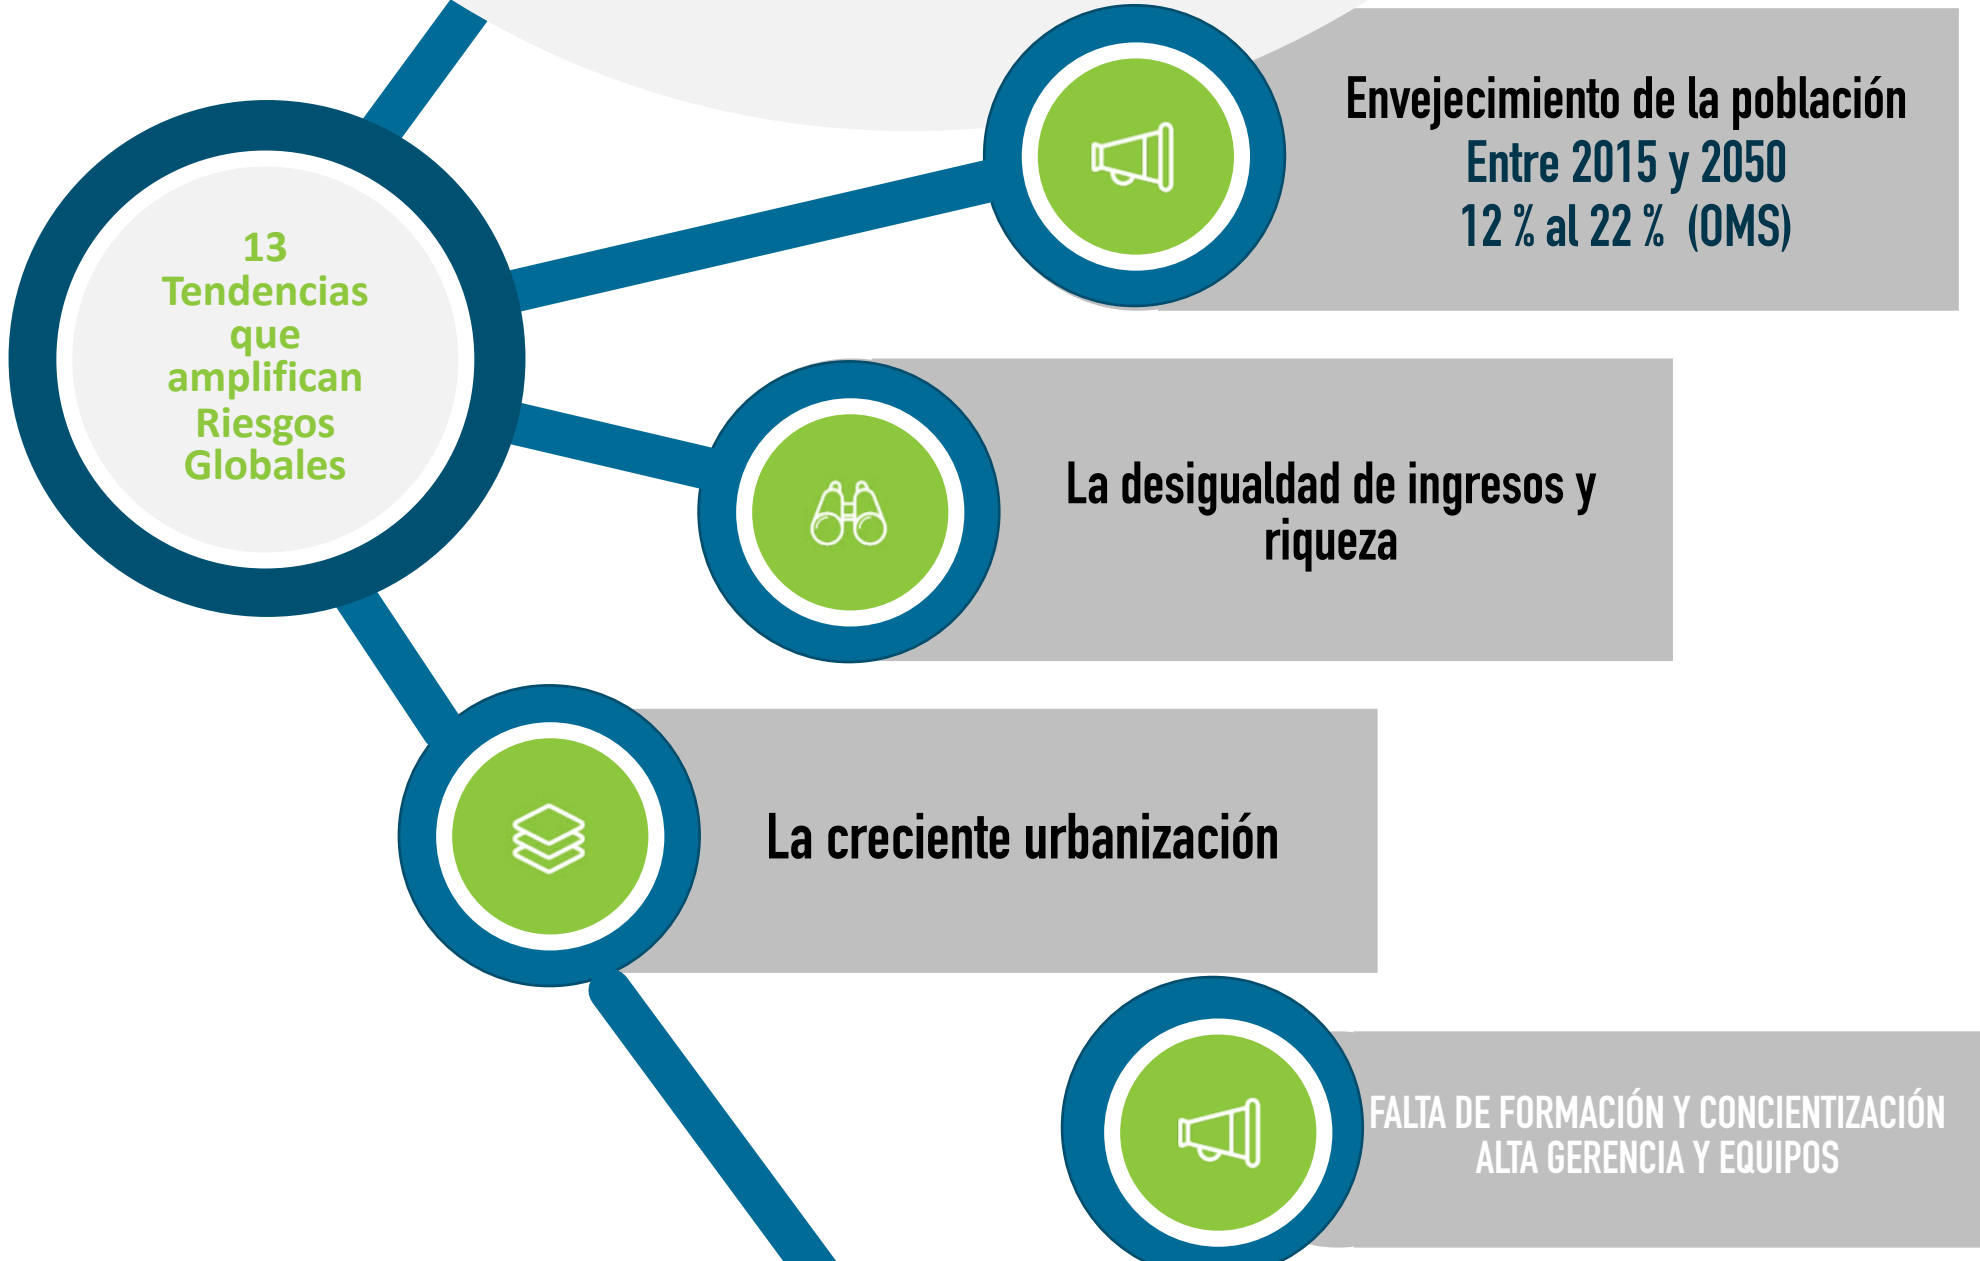 13
Tendencias
que
amplifican
Riesgos
Globales
Envejecimiento de la población
Entre 2015 y 2050
12 % al 22 % (OMS)
La desigualdad de ingresos y
riqueza
La creciente urbanización
FALTA DE FORMACIÓN Y CONCIENTIZACIÓN
ALTA GERENCIA Y EQUIPOS